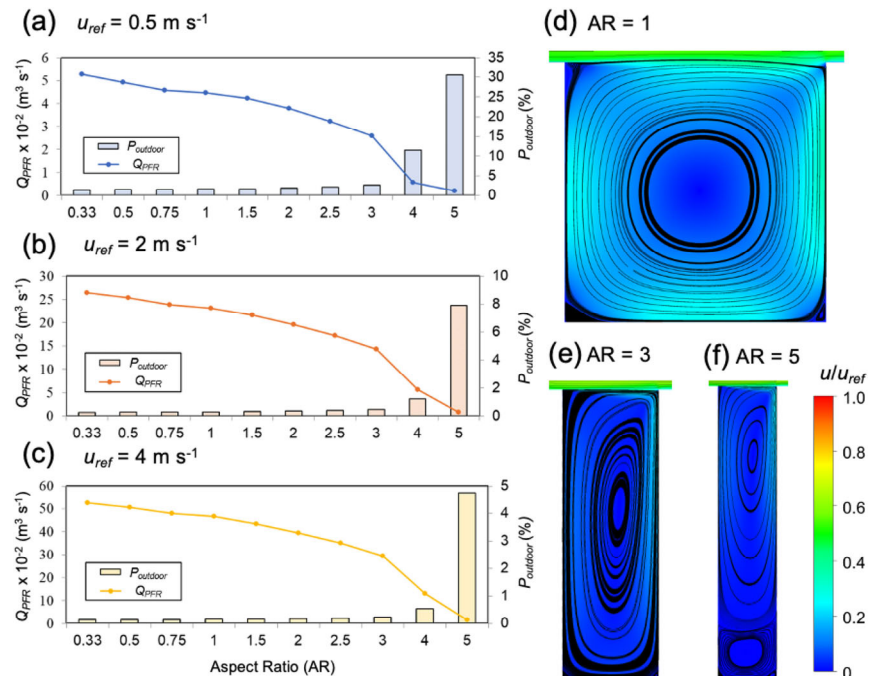 (a) u_ref = 0.5 m s⁻¹
Q_PFR x 10⁻² (m³ s⁻¹)
6
5
4
3
2
1
0
P_outdoor
Q_PFR
35
30
25
20
15
10
5
0
P_outdoor (%)
0.33 0.5 0.75 1 1.5 2 2.5 3 4 5
(b) u_ref = 2 m s⁻¹
Q_PFR x 10⁻² (m³ s⁻¹)
30
25
20
15
10
5
0
P_outdoor
Q_PFR
10
8
6
4
2
0
P_outdoor (%)
0.33 0.5 0.75 1 1.5 2 2.5 3 4 5
(c) u_ref = 4 m s⁻¹
Q_PFR x 10⁻² (m³ s⁻¹)
60
50
40
30
20
10
0
P_outdoor
Q_PFR
5
4
3
2
1
0
P_outdoor (%)
0.33 0.5 0.75 1 1.5 2 2.5 3 4 5
Aspect Ratio (AR)
(d) AR = 1
(e) AR = 3
(f) AR = 5
u/u_ref
1.0
0.8
0.6
0.4
0.2
0